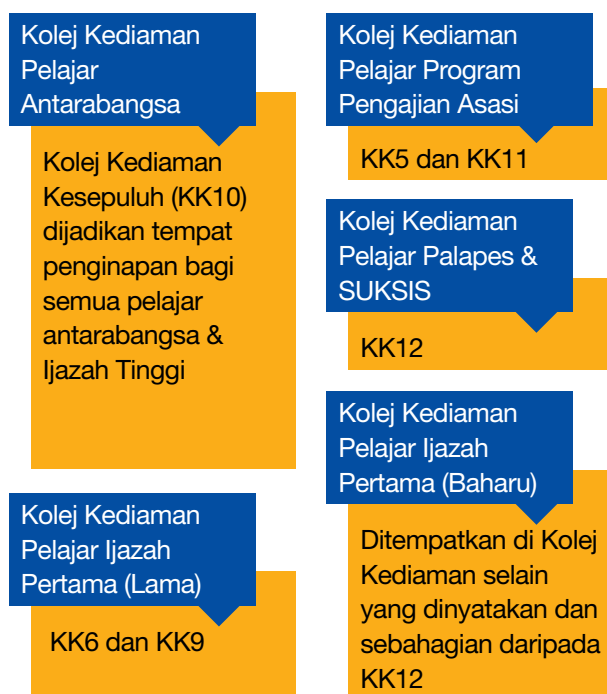 Kolej Kediaman
Pelajar
Antarabangsa
Kolej Kediaman
Kesepuluh (KK10)
dijadikan tempat
penginapan bagi
semua pelajar
antarabangsa &
Ijazah Tinggi
Kolej Kediaman
Pelajar Ijazah
Pertama (Lama)
KK6 dan KK9
Kolej Kediaman
Pelajar Program
Pengajian Asasi
KK5 dan KK11
Kolej Kediaman
Pelajar Palapes &
SUKSIS
KK12
Kolej Kediaman
Pelajar Ijazah
Pertama (Baharu)
Ditempatkan di Kolej
Kediaman selain
yang dinyatakan dan
sebahagian daripada
KK12